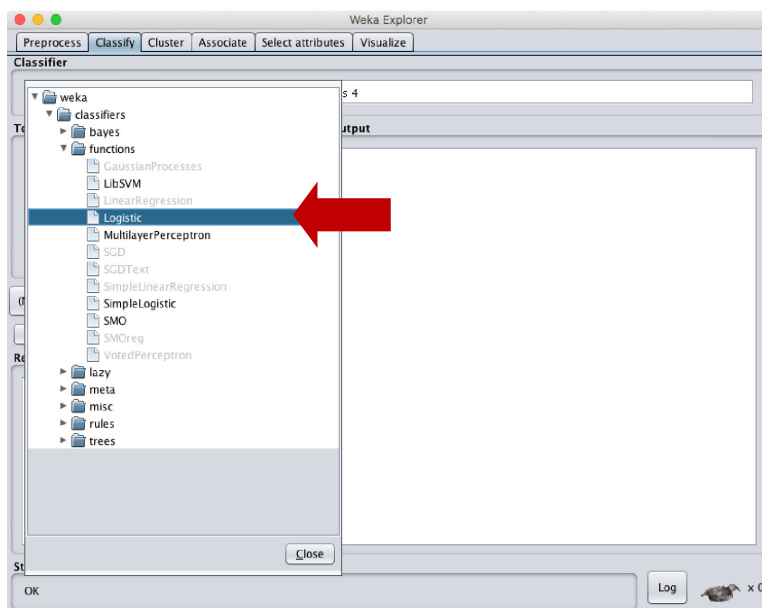 Weka Explorer
Preprocess Classify Cluster Associate Select attributes Visualize
Classifier
s 4
weka
classifiers
bayes
functions
GaussianProcesses
LibSVM
LinearRegression
Logistic
MultilayerPerceptron
SGD
SGDText
SimpleLinearRegression
SimpleLogistic
SMO
SMOreg
VotedPerceptron
lazy
meta
misc
rules
trees
Close
OK
Log
x 0